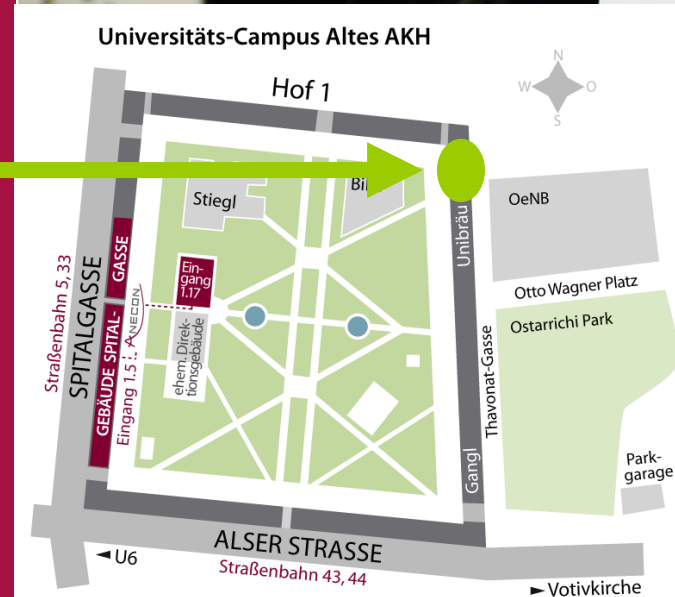 Universitäts-Campus Altes AKH
Hof 1
N
W
O
S
Stiegl
OeNB
Unibräu
Otto Wagner Platz
Ostarrichi Park
Thavonat-Gasse
Park-
garage
Gangl
Ein-
gang
1.17
ANECON
ehem. Direk-
tionsgebäude
GEBÄUDE SPITAL-
GASSE
Eingang 1.5
SPITALGASSE
Straßenbahn 5, 33
ALSER STRASSE
Straßenbahn 43, 44
◄ U6
► Votivkirche